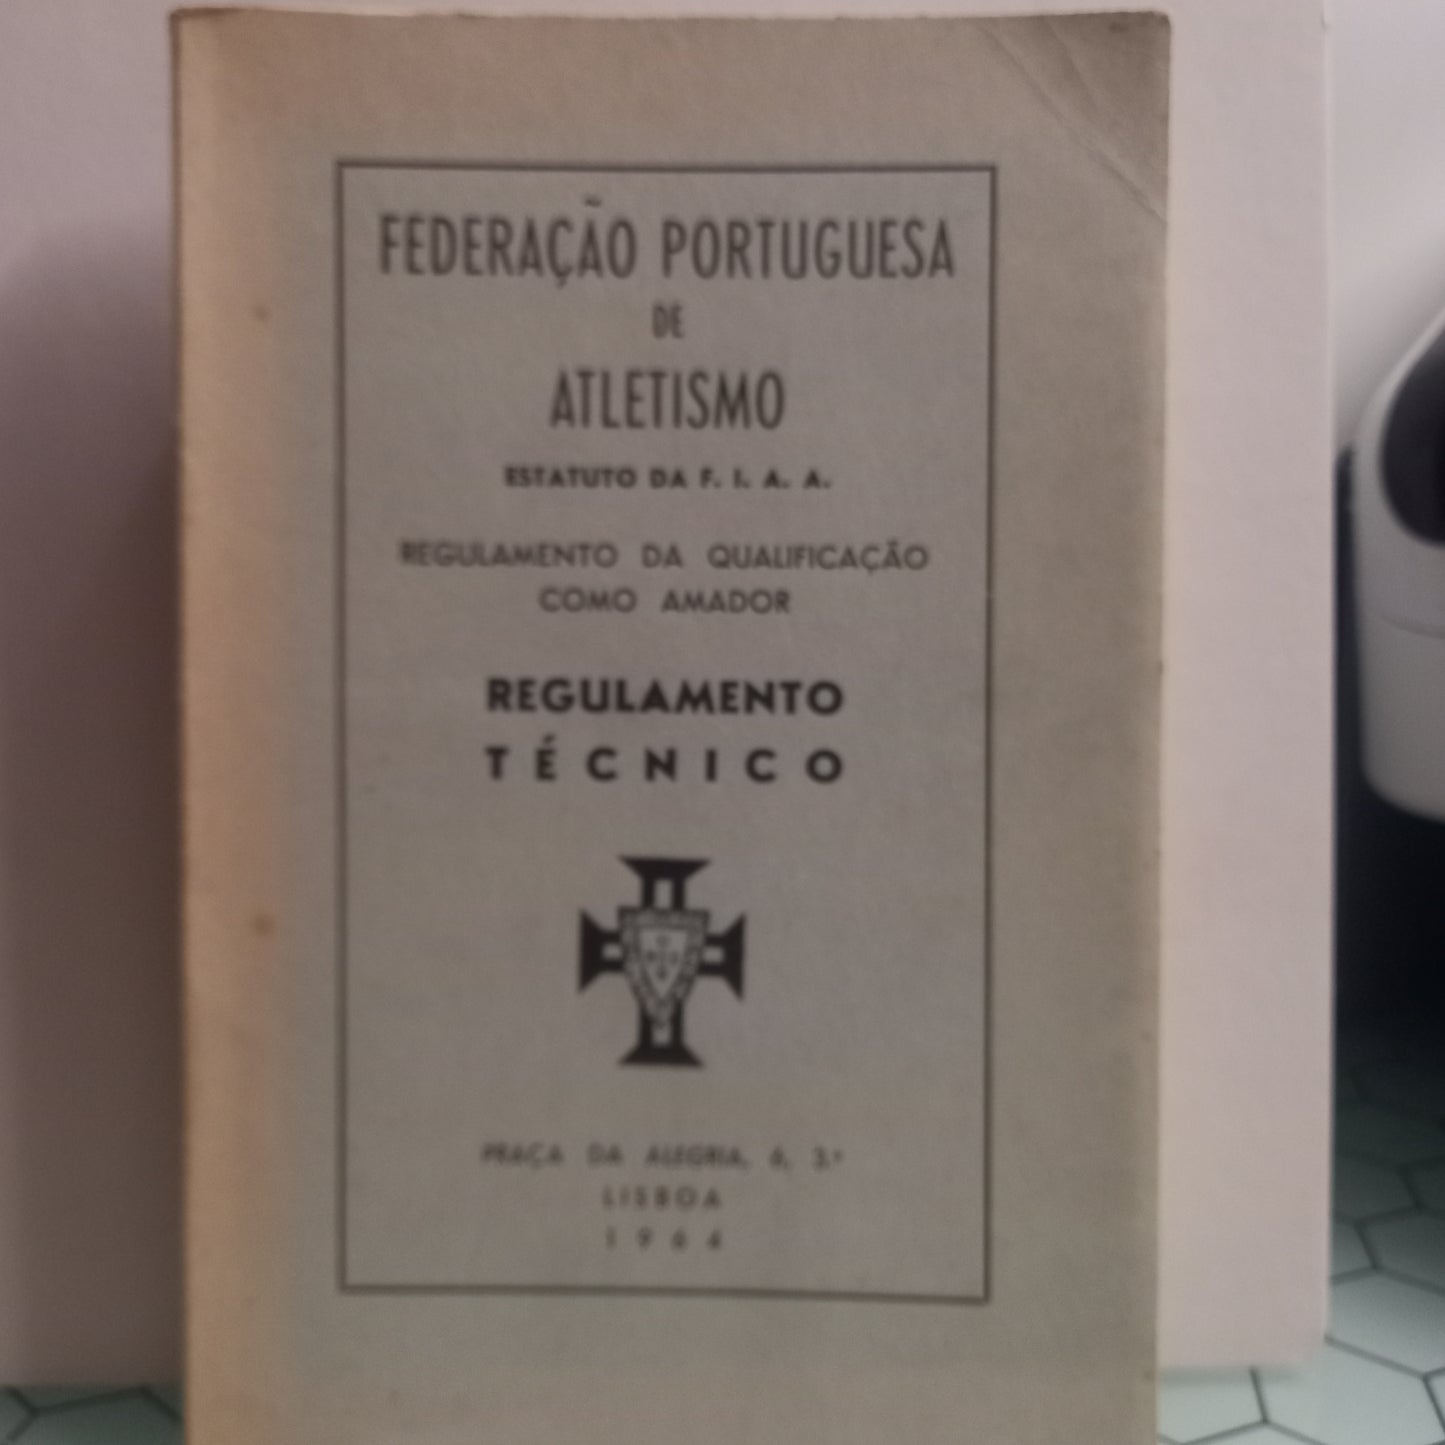 FEDERAÇÃO PORTUGUESA
DE
ATLETISMO
ESTATUTO DA F. I. A. A.
REGULAMENTO DA QUALIFICAÇÃO
COMO AMADOR
REGULAMENTO
TÉCNICO
PRAÇA DA ALEGRIA, 6, 3.º
LISBOA
1964